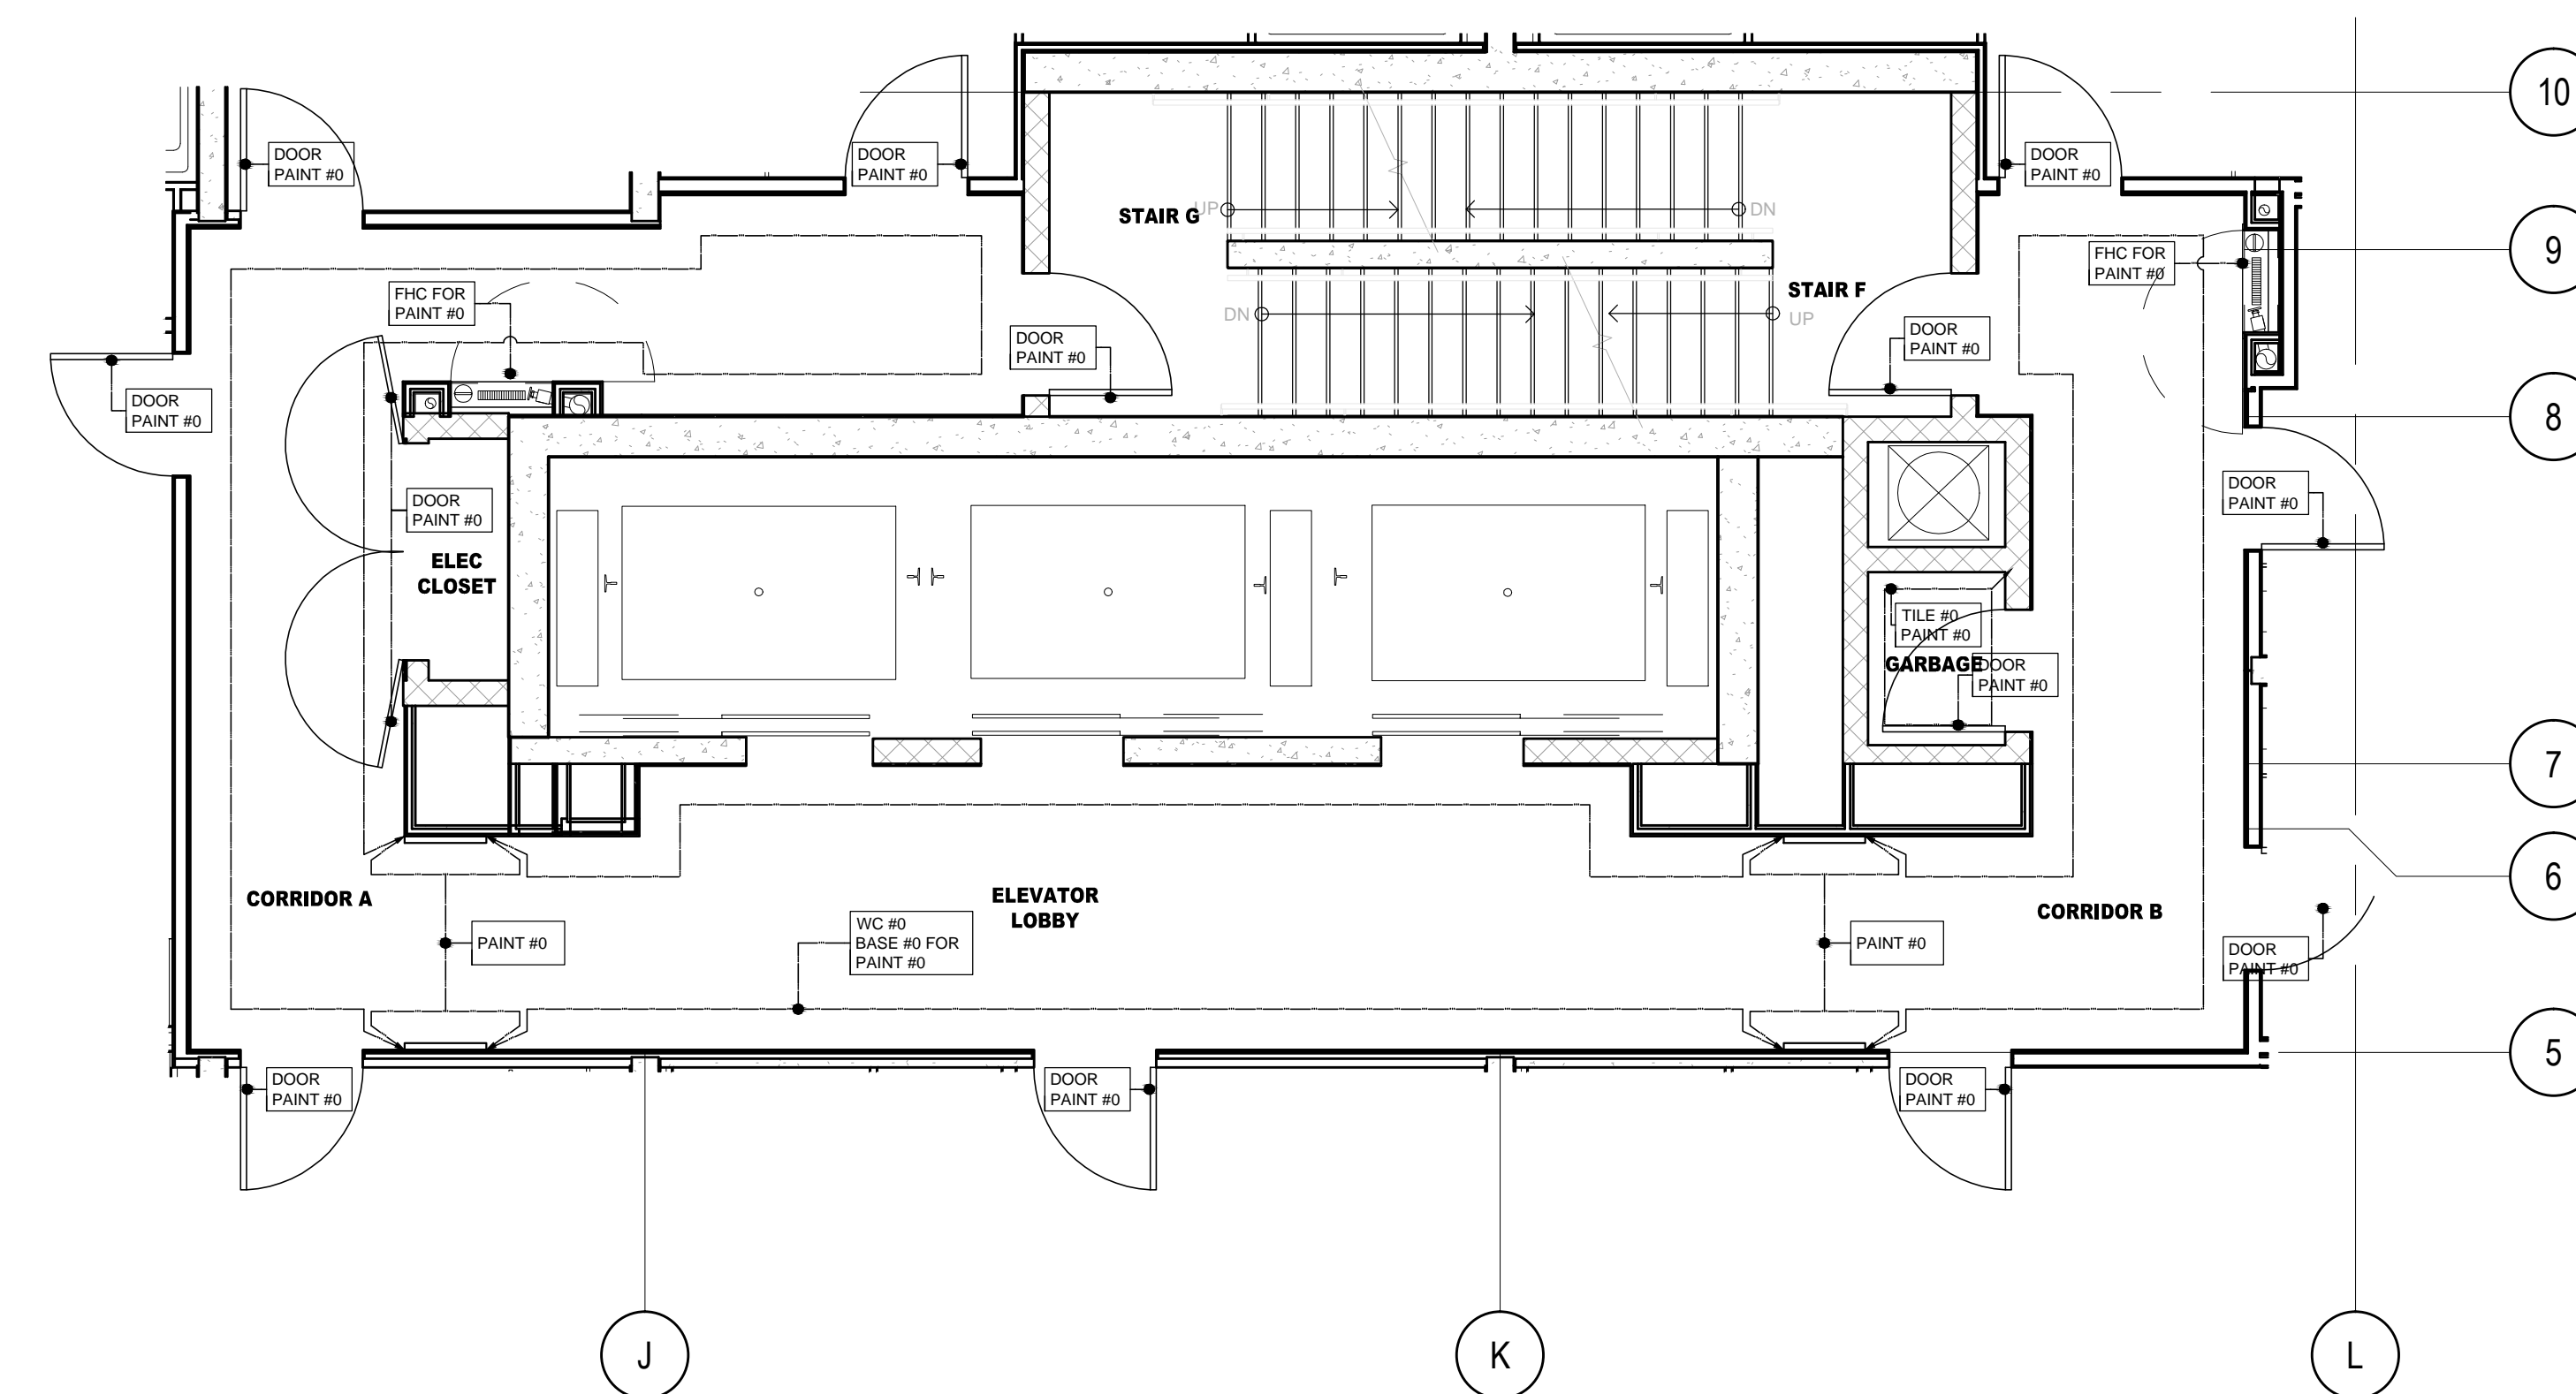 10
DOOR
PAINT #0
DOOR
PAINT #0
DOOR
PAINT #0
STAIR G
UP
DN
9
FHC FOR
PAINT #0
FHC FOR
PAINT #0
STAIR F
DN
UP
DOOR
PAINT #0
DOOR
PAINT #0
DOOR
PAINT #0
8
DOOR
PAINT #0
DOOR
PAINT #0
ELEC
CLOSET
TILE #0
PAINT #0
GARBAGE
DOOR
PAINT #0
7
6
CORRIDOR A
ELEVATOR
LOBBY
CORRIDOR B
PAINT #0
WC #0
BASE #0 FOR
PAINT #0
PAINT #0
DOOR
PAINT #0
5
DOOR
PAINT #0
DOOR
PAINT #0
DOOR
PAINT #0
J
K
L